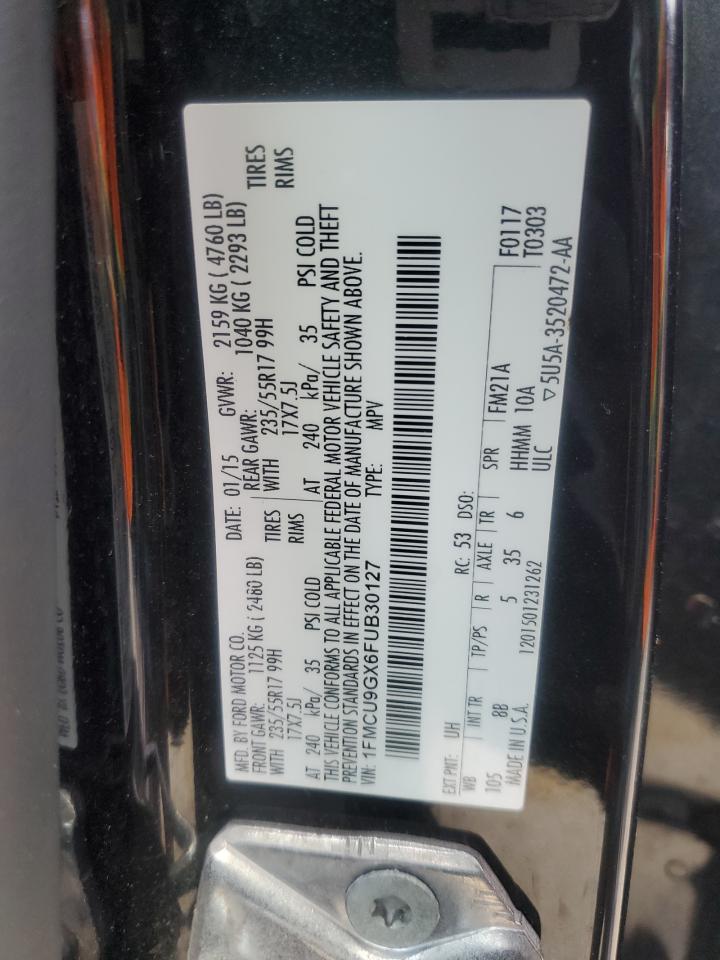 MFD. BY FORD MOTOR CO.
DATE: 01/15 GVWR: 2159 KG ( 4760 LB)
FRONT GAWR: 1125 KG ( 2480 LB) REAR GAWR: 1040 KG ( 2293 LB)
WITH 235/55R17 99H TIRES WITH 235/55R17 99H TIRES
17X7.5J RIMS 17X7.5J RIMS
AT 240 kPa/ 35 PSI COLD AT 240 kPa/ 35 PSI COLD
THIS VEHICLE CONFORMS TO ALL APPLICABLE FEDERAL MOTOR VEHICLE SAFETY AND THEFT
PREVENTION STANDARDS IN EFFECT ON THE DATE OF MANUFACTURE SHOWN ABOVE.
VIN: 1FMCU9GX6FUB30127 TYPE: MPV
EXT PNT: UH RC: 53 DSO:
WB INT TR TP/PS R AXLE TR SPR FM21A F0117
105 8B 5 35 6 HHMM 10A T0303
MADE IN U.S.A. 1201501231262 ULC ▽5U5A-3520472-AA